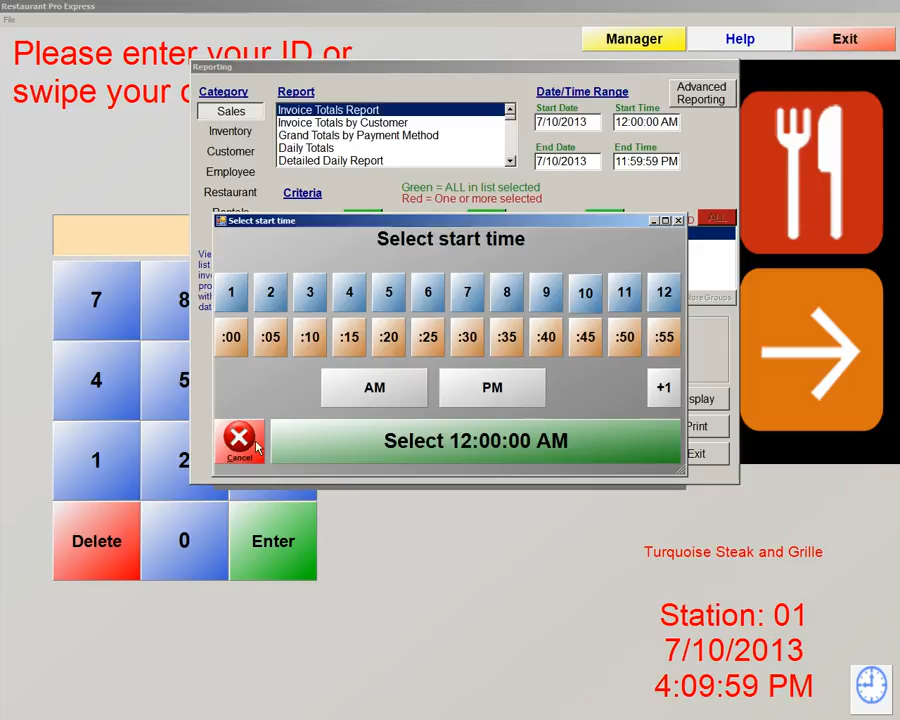 Restaurant Pro Express
File
Please enter your ID or
swipe your
Manager
Help
Exit
Reporting
Category
Sales
Inventory
Customer
Employee
Restaurant
Report
Invoice Totals Report
Invoice Totals by Customer
Grand Totals by Payment Method
Daily Totals
Detailed Daily Report
Date/Time Range
Advanced
Reporting
Start Date
Start Time
7/10/2013
12:00:00 AM
End Date
End Time
7/10/2013
11:59:59 PM
Criteria
Green = ALL in list selected
Red = One or more selected
ALL
Select start time
Select start time
1 2 3 4 5 6 7 8 9 10 11 12
:00 :05 :10 :15 :20 :25 :30 :35 :40 :45 :50 :55
AM
PM
+1
Cancel
Select 12:00:00 AM
ore Groups
splay
Print
Exit
7
8
4
5
1
2
Delete
0
Enter
Turquoise Steak and Grille
Station: 01
7/10/2013
4:09:59 PM